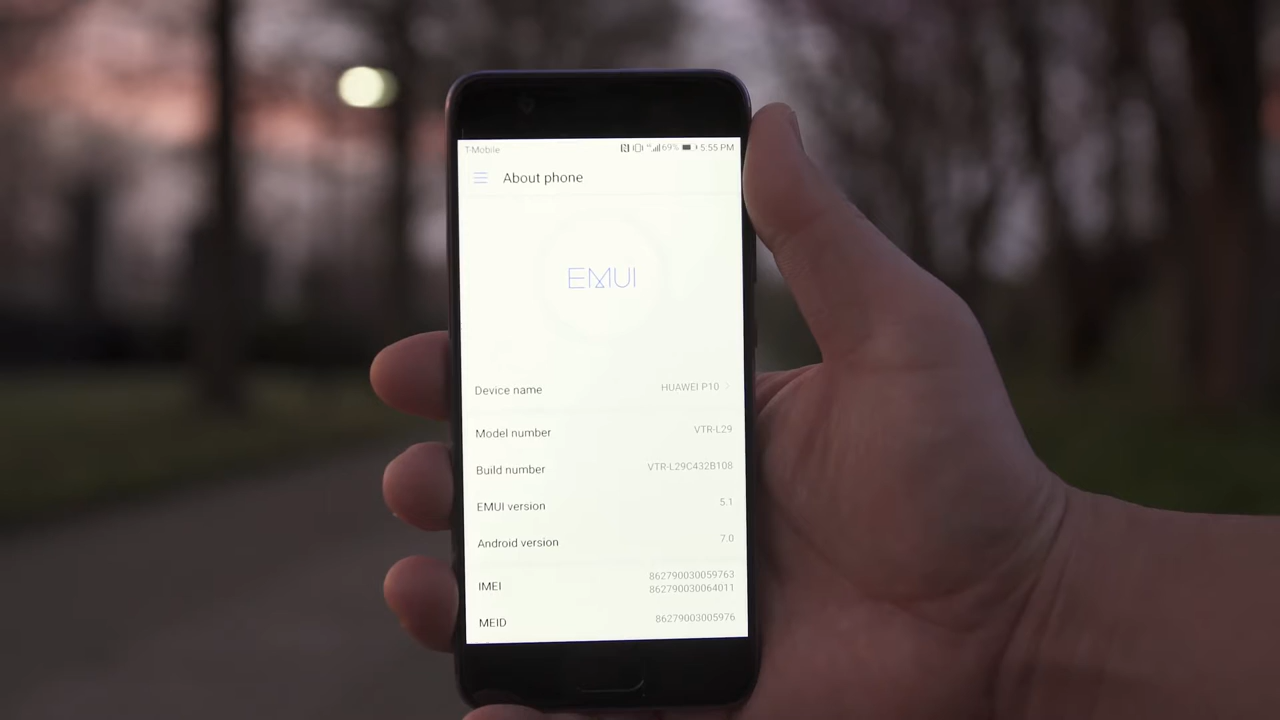 T-Mobile 69% 5:55 PM
About phone
EMUI
Device name HUAWEI P10
Model number VTR-L29
Build number VTR-L29C432B108
EMUI version 5.1
Android version 7.0
IMEI 862790030059763
862790030064011
MEID 86279003005976